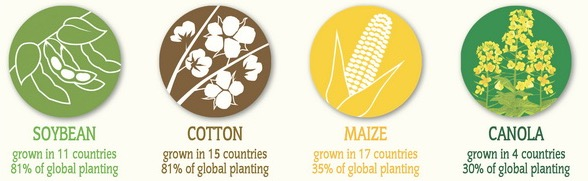 SOYBEAN
grown in 11 countries
81% of global planting
COTTON
grown in 15 countries
81% of global planting
MAIZE
grown in 17 countries
35% of global planting
CANOLA
grown in 4 countries
30% of global planting